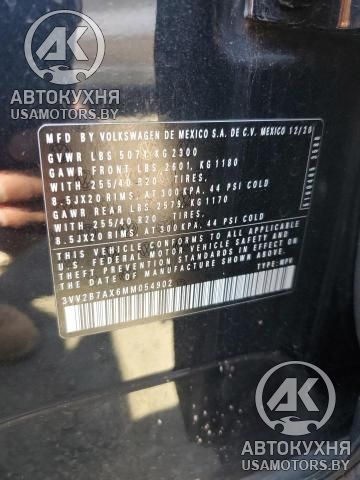 АВТОКУХНЯ
USAMOTORS.BY
АВТОКУХНЯ
USAMOTORS.BY
MFD BY VOLKSWAGEN DE MEXICO S.A. DE C.V. MEXICO 12/20
GVWR LBS 5071 KG 2300
GAWR FRONT LBS 2601, KG 1180
WITH 255/40 R20 TIRES,
8.5JX20 RIMS, AT 300 KPA, 44 PSI COLD
GAWR REAR LBS 2579, KG 1170
WITH 255/40 R20 TIRES,
8.5JX20 RIMS, AT 300 KPA, 44 PSI COLD
THIS VEHICLE CONFORMS TO ALL APPLICABLE
U.S. FEDERAL MOTOR VEHICLE SAFETY AND
THEFT PREVENTION STANDARDS IN EFFECT
ON THE DATE OF MANUFACTURE SHOWN ABOVE.
3VV2B7AX6MM054902 TYPE: MPV
АК
АВТОКУХНЯ
USAMOTORS.BY